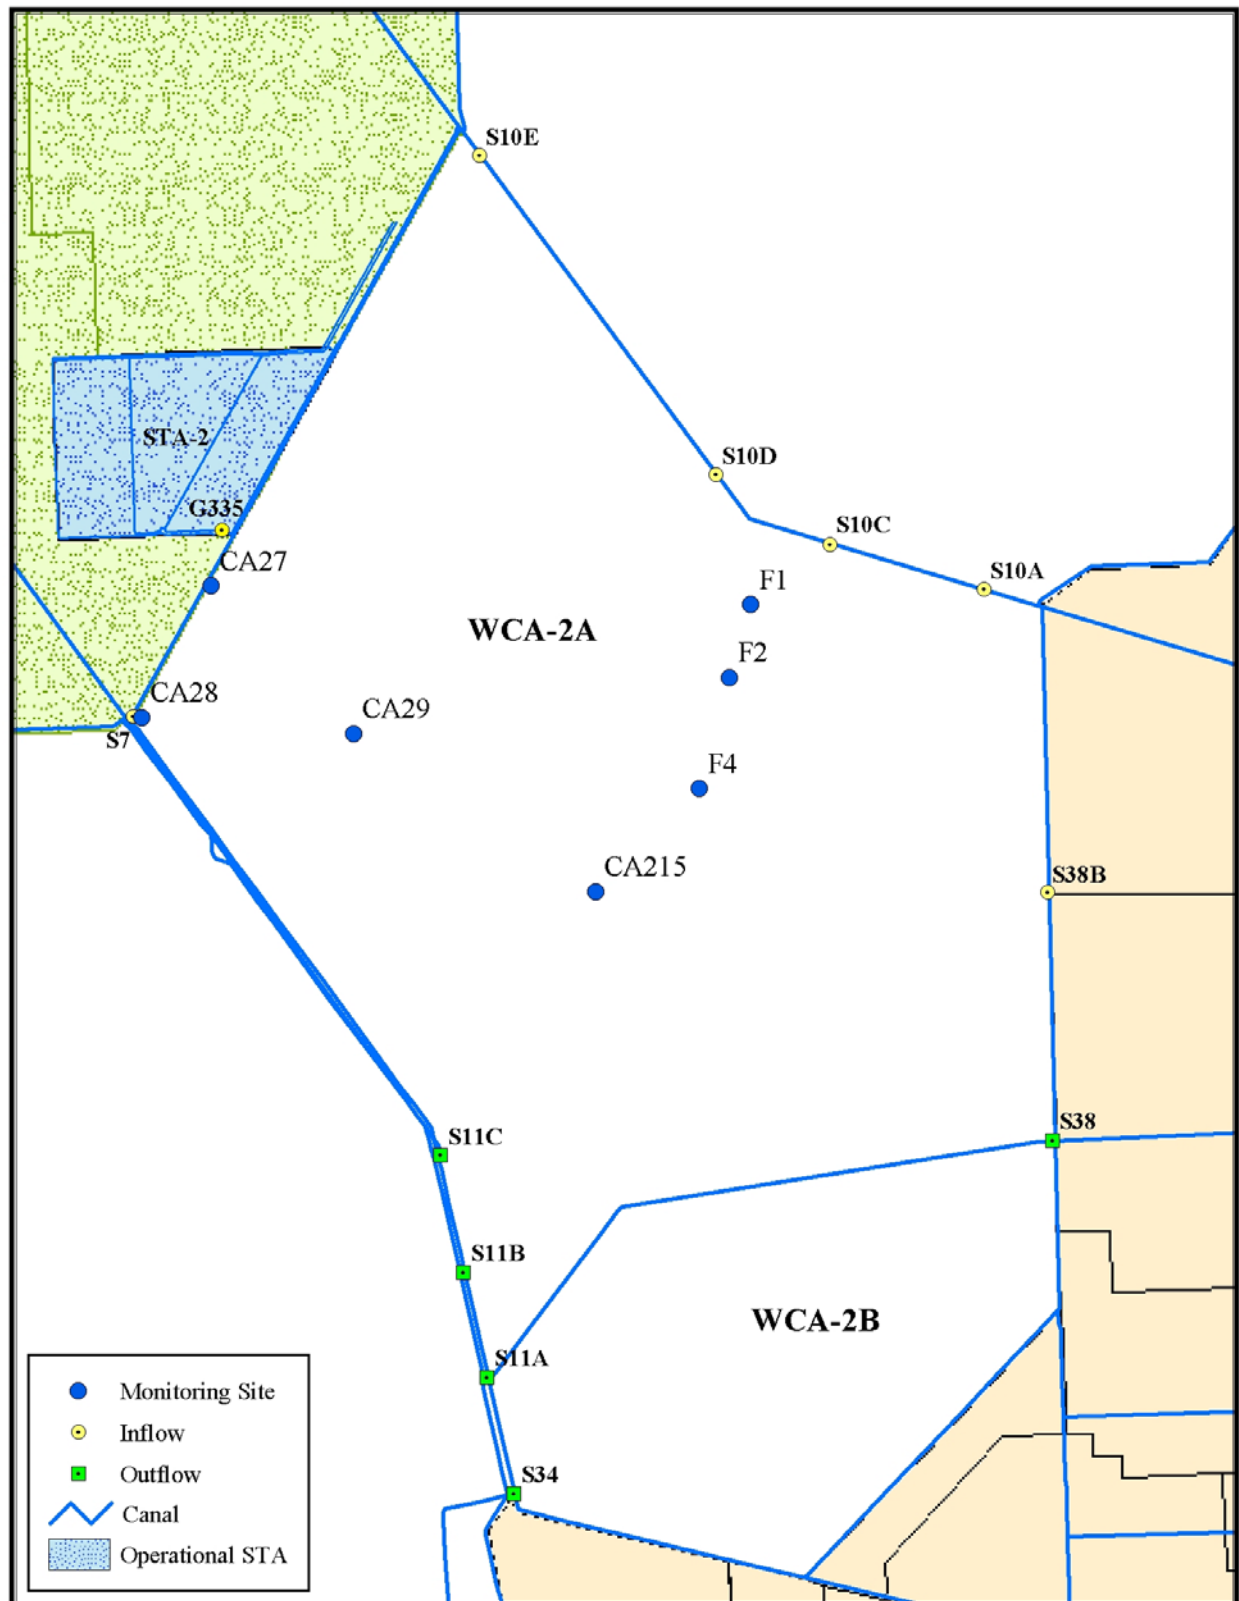 S10E
STA-2
S10D
G335
S10C
CA27
S10A
F1
WCA-2A
F2
CA28
CA29
S7
F4
CA215
S38B
S38
S11C
S11B
WCA-2B
S11A
S34
Monitoring Site
Inflow
Outflow
Canal
Operational STA